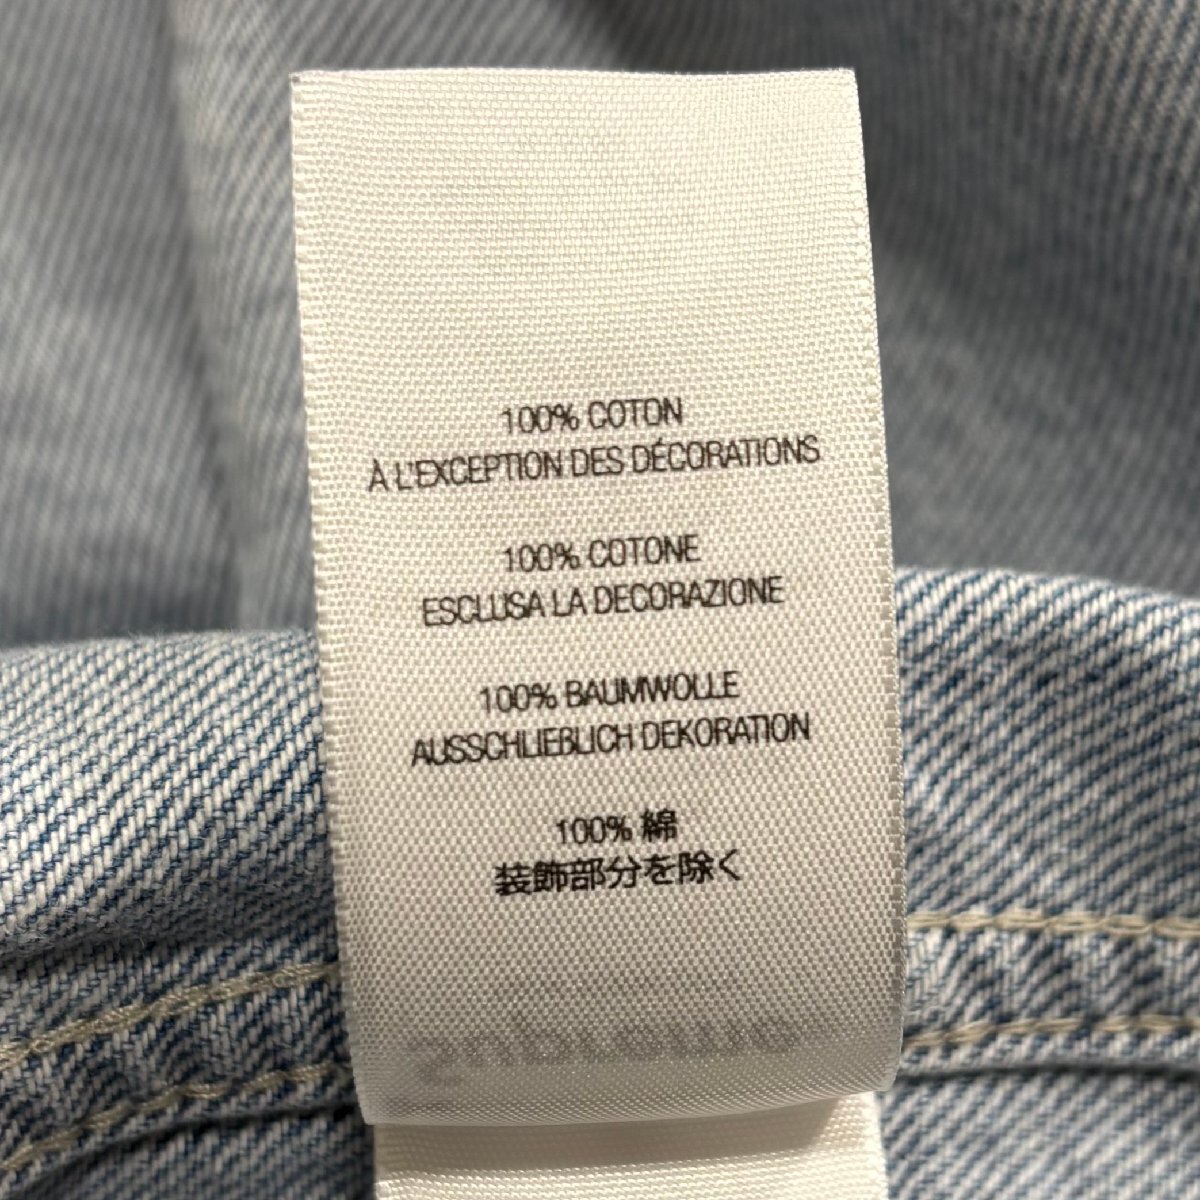 100% COTON
À L'EXCEPTION DES DÉCORATIONS
100% COTONE
ESCLUSA LA DECORAZIONE
100% BAUMWOLLE
AUSSCHLIEßLICH DEKORATION
100% 綿
装飾部分を除く